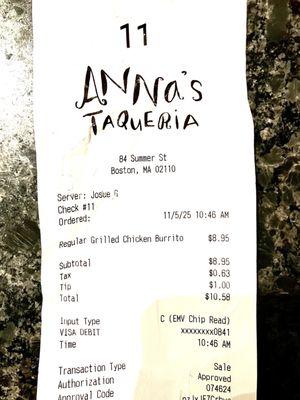 11
ANNA's
TAQUERIA
84 Summer St
Boston, MA 02110
Server: Josue G
Check #11
Ordered: 11/5/25 10:46 AM
Regular Grilled Chicken Burrito $8.95
Subtotal $8.95
Tax $0.63
Tip $1.00
Total $10.58
Input Type C (EMV Chip Read)
VISA DEBIT xxxxxxxx0841
Time 10:46 AM
Transaction Type Sale
Authorization Approved
Approval Code 074624